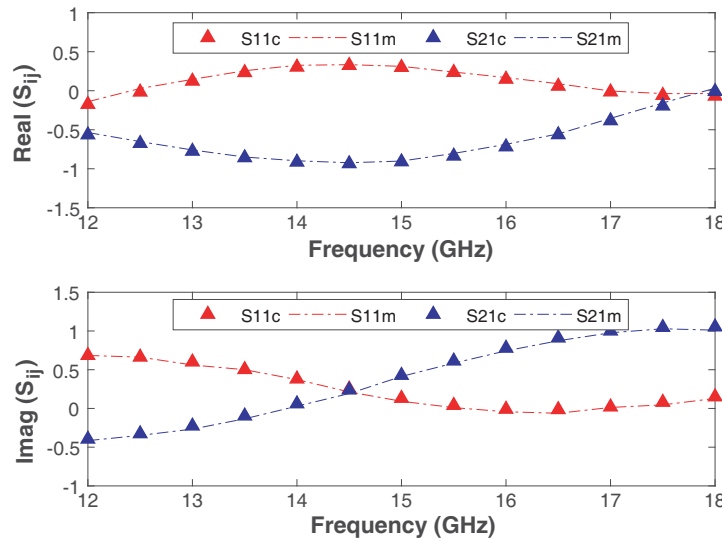 1
0.5
0
-0.5
-1
-1.5
Real (Sij)
S11c S11m S21c S21m
12 13 14 15 16 17 18
Frequency (GHz)
1.5
1
0.5
0
-0.5
-1
Imag (Sij)
S11c S11m S21c S21m
12 13 14 15 16 17 18
Frequency (GHz)